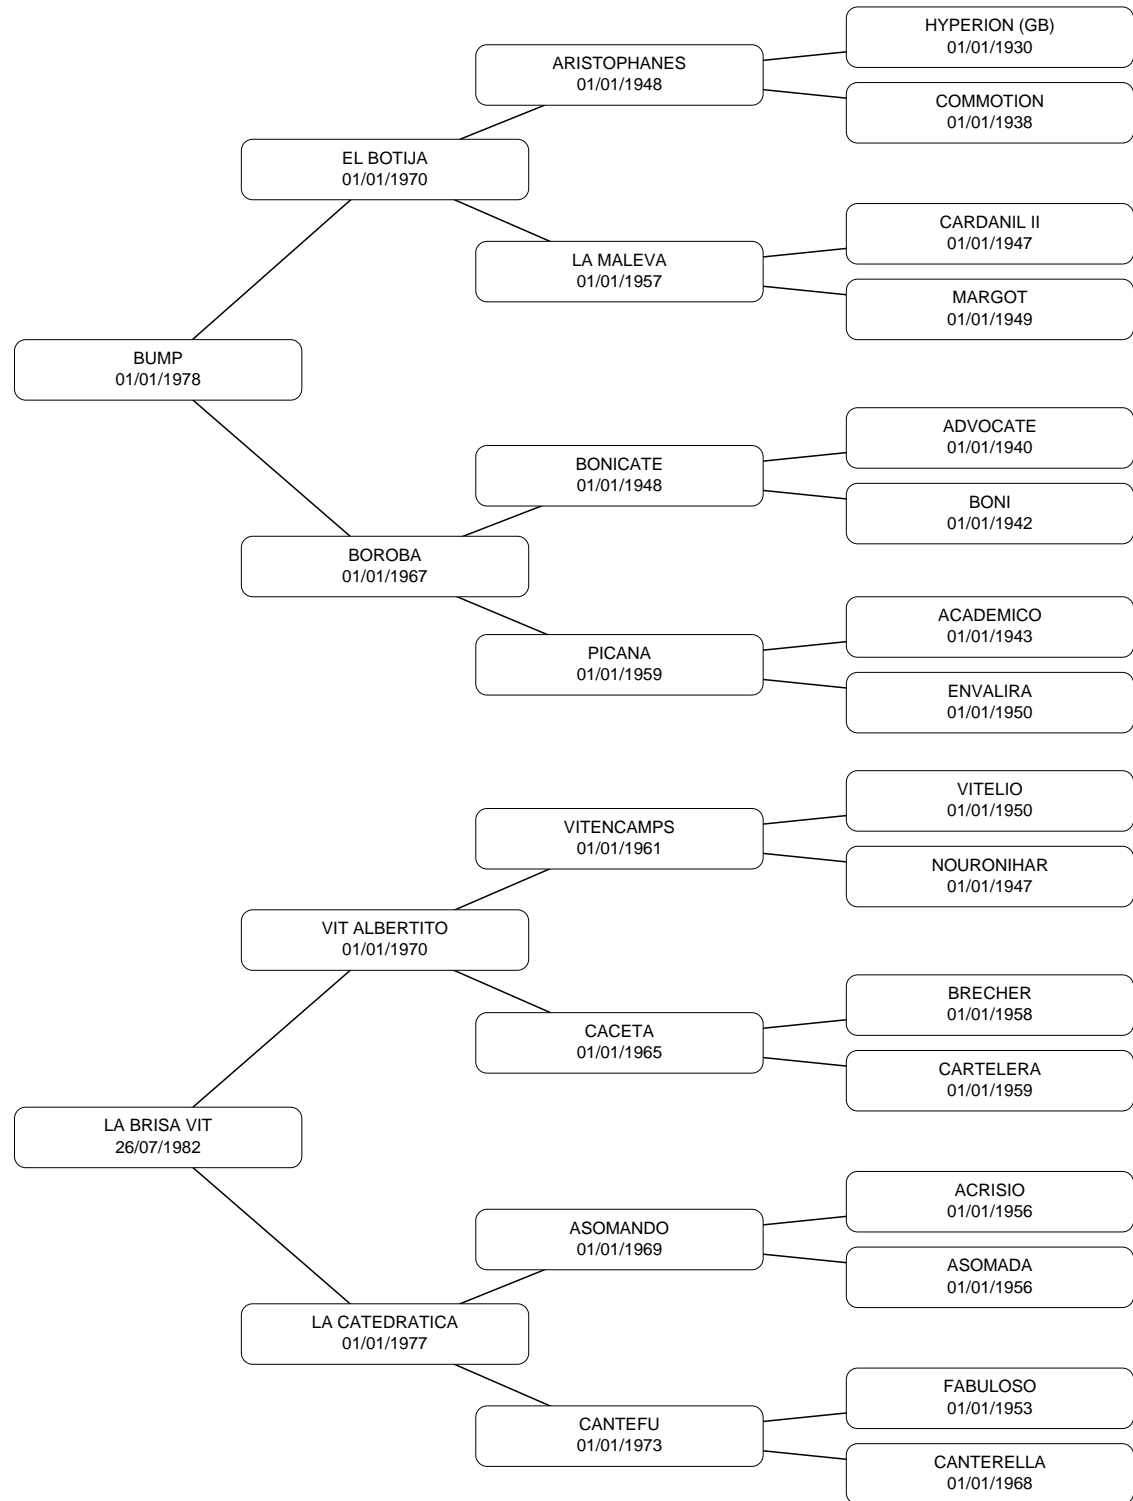 HYPERION (GB)
01/01/1930
ARISTOPHANES
01/01/1948
COMMOTION
01/01/1938
EL BOTIJA
01/01/1970
CARDANIL II
01/01/1947
LA MALEVA
01/01/1957
MARGOT
01/01/1949
BUMP
01/01/1978
ADVOCATE
01/01/1940
BONICATE
01/01/1948
BONI
01/01/1942
BOROBA
01/01/1967
ACADEMICO
01/01/1943
PICANA
01/01/1959
ENVALIRA
01/01/1950
VITELIO
01/01/1950
VITENCAMPS
01/01/1961
NOURONIHAR
01/01/1947
VIT ALBERTITO
01/01/1970
BRECHER
01/01/1958
CACETA
01/01/1965
CARTELERA
01/01/1959
LA BRISA VIT
26/07/1982
ACRISIO
01/01/1956
ASOMANDO
01/01/1969
ASOMADA
01/01/1956
LA CATEDRATICA
01/01/1977
FABULOSO
01/01/1953
CANTEFU
01/01/1973
CANTERELLA
01/01/1968